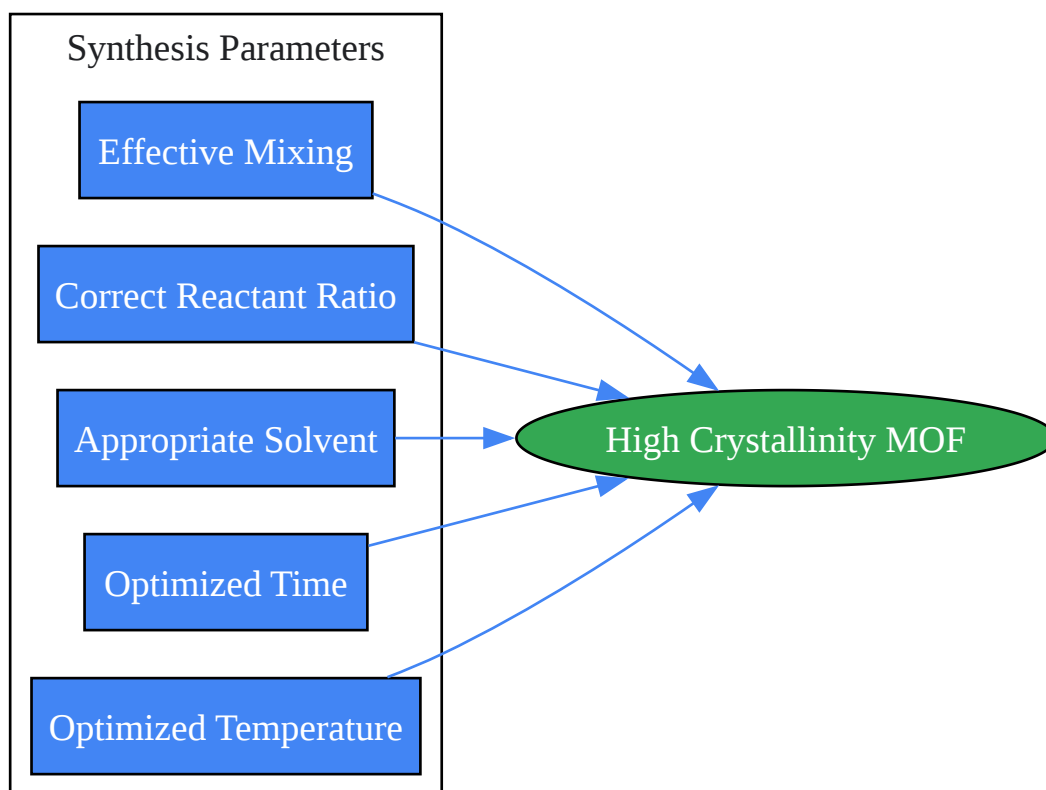 Synthesis Parameters
Effective Mixing
Correct Reactant Ratio
Appropriate Solvent
High Crystallinity MOF
Optimized Time
Optimized Temperature